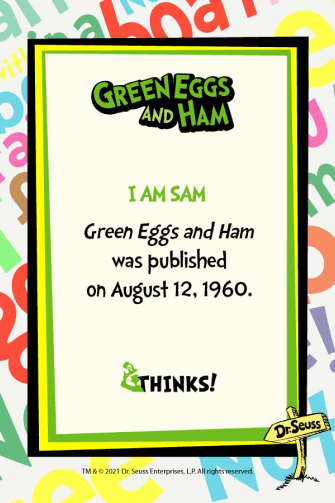 GREEN EGGS
AND HAM
I AM SAM
Green Eggs and Ham
was published
on August 12, 1960.
THINKS!
Dr. Seuss
TM & © 2021 Dr. Seuss Enterprises, L.P. All rights reserved.